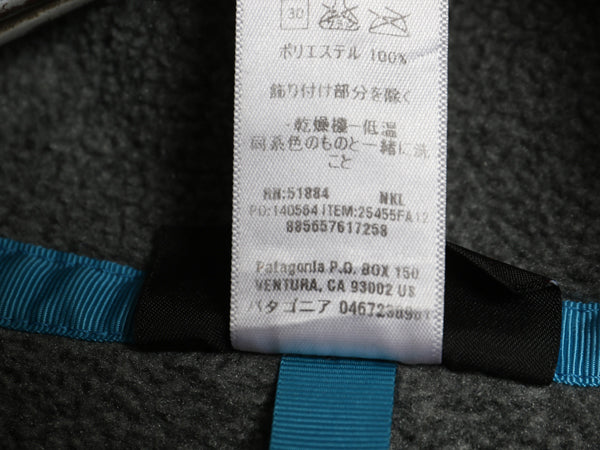 30
ポリエステル 100%
飾り付け部分を除く
乾燥機-低温
同系色のものと一緒に洗
こと
RN:51884 NKL
PO:140564 ITEM:25455FA12
885657617258
Patagonia P.O. BOX 150
VENTURA, CA 93002 US
パタゴニア